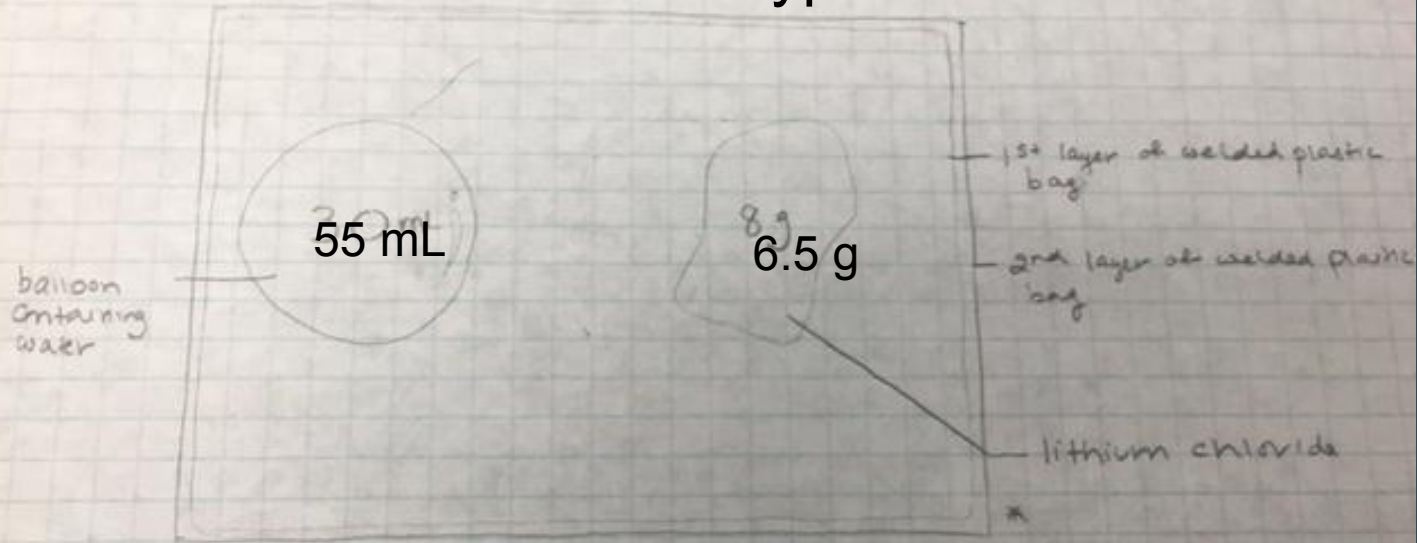 55 mL
8 g
6.5 g
balloon
containing
water
1st layer of welded plastic
bag
2nd layer of welded plastic
bag
lithium chloride
*